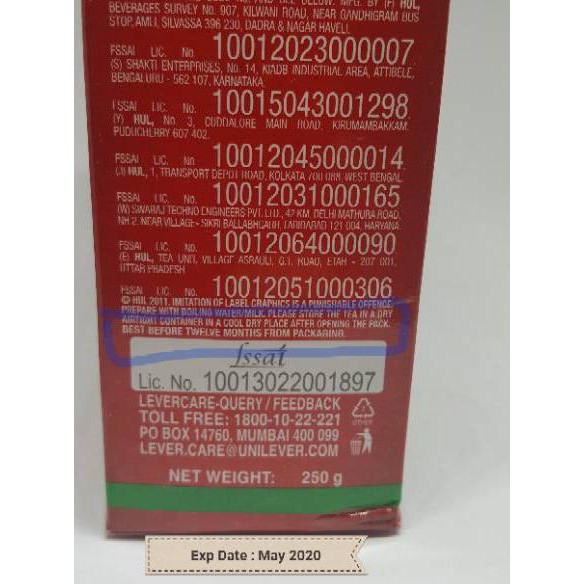 BEVERAGES SURVEY No. 907, KILWANI ROAD, NEAR GANDHIGRAM BUS
STOP, AMLI, SILVASSA 396 230, DADRA & NAGAR HAVELI.
FSSAI LIC. No. 10012023000007
(S) SHAKTI ENTERPRISES, No. 14, KIADB INDUSTRIAL AREA, ATTIBELE,
BENGALURU - 562 107, KARNATAKA
FSSAI LIC. No. 10015043001298
(Y) HUL, No 3, CUDDALORE MAIN ROAD, KIRUMAMBAKKAM,
PUDUCHERRY 607 402.
FSSAI LIC. No. 10012045000014
(J) HUL, 1, TRANSPORT DEPOT ROAD, KOLKATA 700 088, WEST BENGAL
FSSAI LIC. No. 10012031000165
(W) SWARAJ TECHNO ENGINEERS PVT. LTD., 47 KM, DELHI MATHURA ROAD,
NH 2, NEAR VILLAGE- SIKRI BALLABHGARH, FARIDABAD 121 004, HARYANA.
FSSAI LIC. No. 10012064000090
(E) HUL, TEA UNIT, VILLAGE ASRAULI, G.T. ROAD, ETAH - 207 001,
UTTAR PRADESH
FSSAI LIC. No. 10012051000306
© HUL 2011. IMITATION OF LABEL GRAPHICS IS A PUNISHABLE OFFENCE
PREPARE WITH BOILING WATER/MILK. PLEASE STORE THE TEA IN A DRY
AIRTIGHT CONTAINER IN A COOL DRY PLACE AFTER OPENING THE PACK.
BEST BEFORE TWELVE MONTHS FROM PACKAGING.
fssai
Lic. No. 10013022001897
LEVERCARE-QUERY / FEEDBACK
TOLL FREE: 1800-10-22-221
PO BOX 14760, MUMBAI 400 099
LEVER.CARE@UNILEVER.COM
NET WEIGHT: 250 g
Exp Date : May 2020